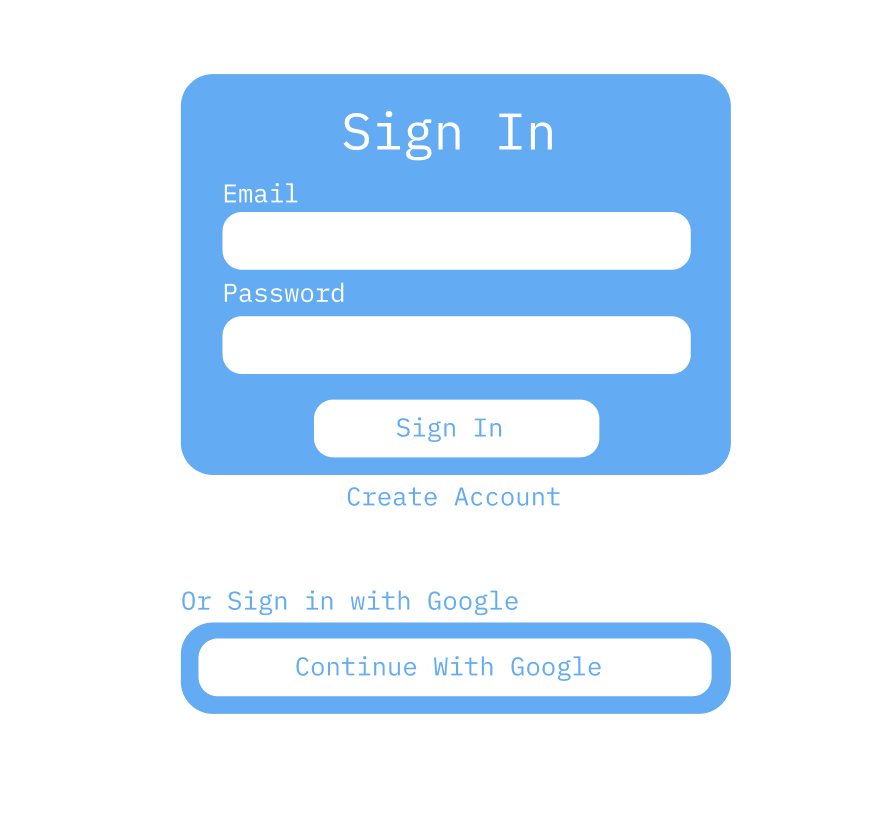 Sign In
Email
Password
Sign In
Create Account
Or Sign in with Google
Continue With Google